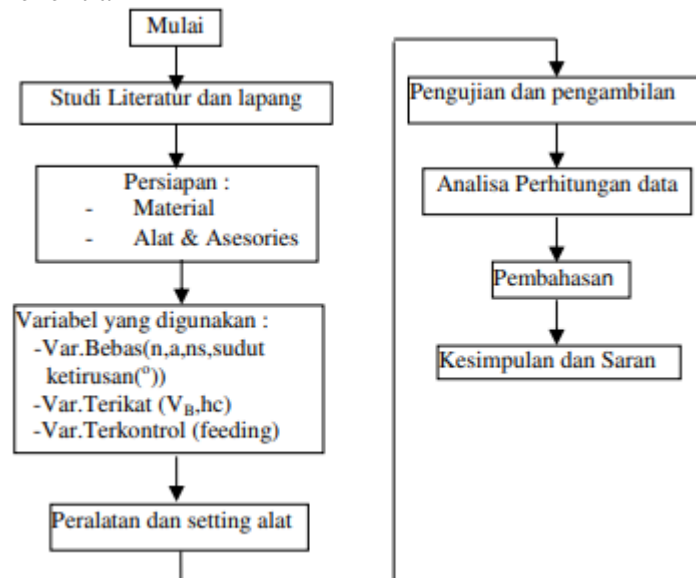 Mulai
Studi Literatur dan lapang
Persiapan :
- Material
- Alat & Asesories
Variabel yang digunakan :
-Var.Bebas(n,a,ns,sudut
ketirusan(°))
-Var.Terikat (V_B,hc)
-Var.Terkontrol (feeding)
Peralatan dan setting alat
Pengujian dan pengambilan
Analisa Perhitungan data
Pembahasan
Kesimpulan dan Saran